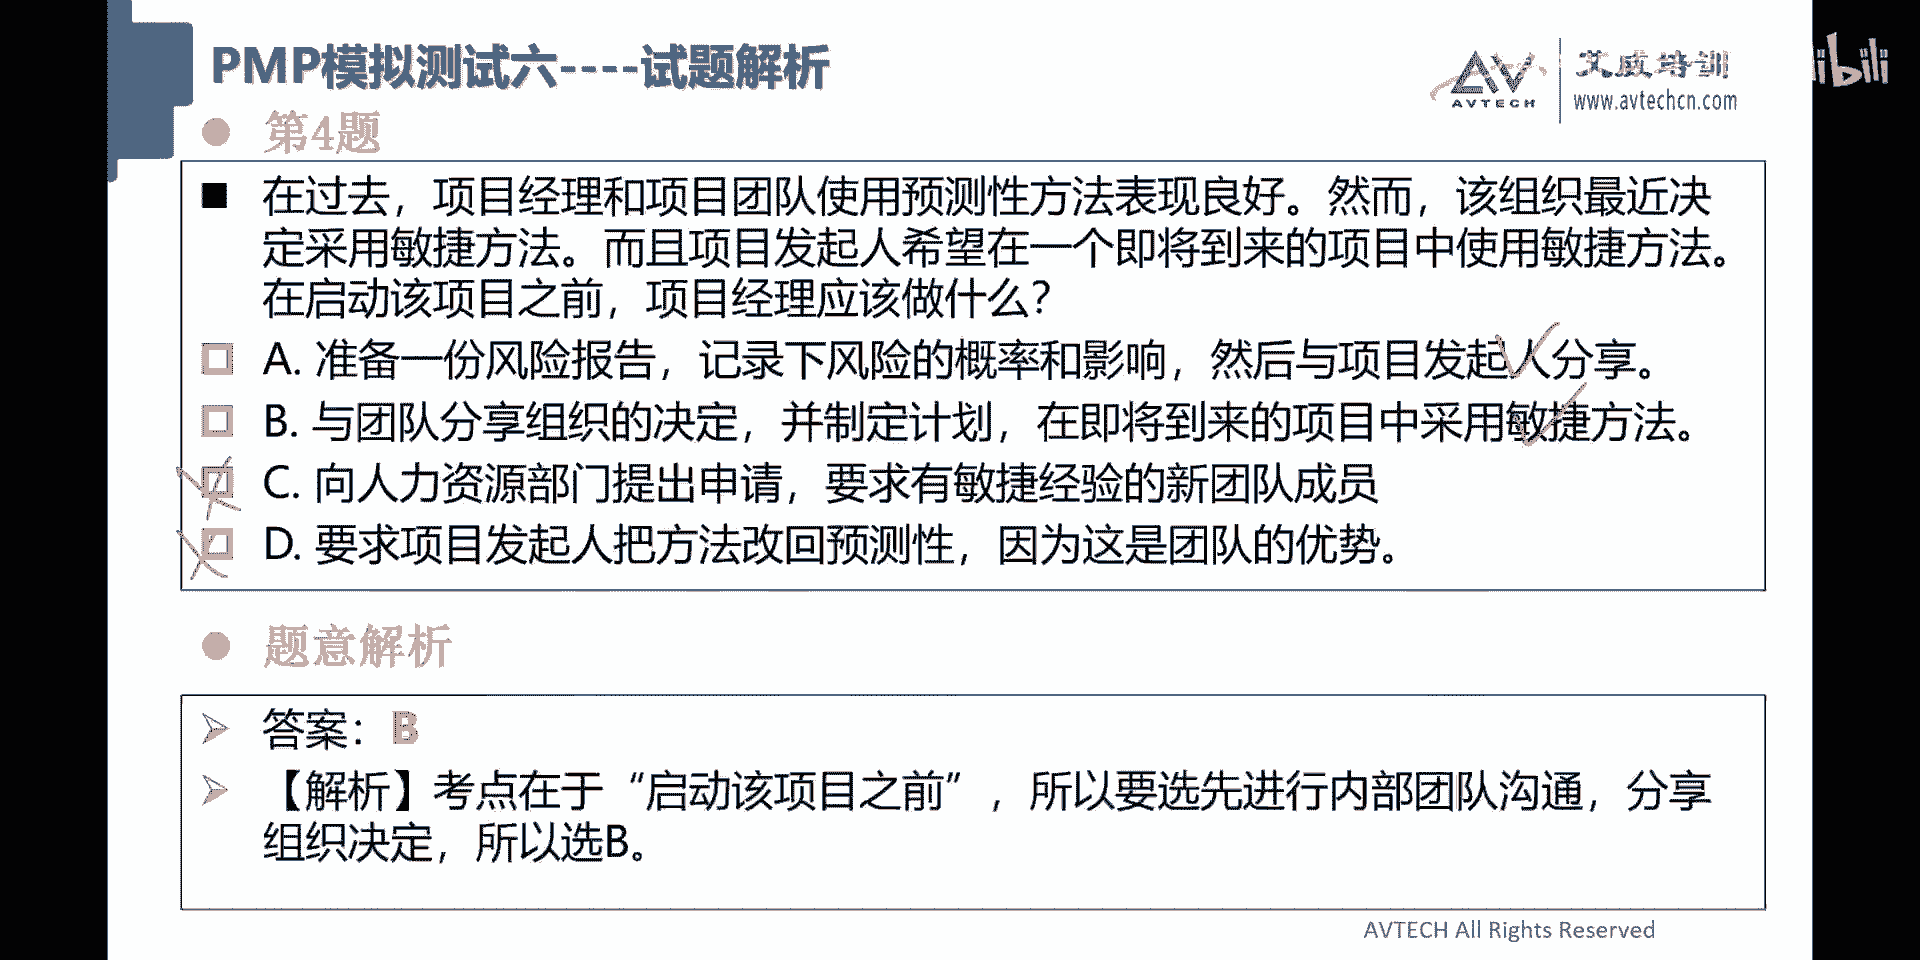 PMP模拟测试六----试题解析
艾威培训
AVTECH
www.avtechcn.com
第4题
在过去，项目经理和项目团队使用预测性方法表现良好。然而，该组织最近决
定采用敏捷方法。而且项目发起人希望在一个即将到来的项目中使用敏捷方法。
在启动该项目之前，项目经理应该做什么？
A. 准备一份风险报告，记录下风险的概率和影响，然后与项目发起人分享。
B. 与团队分享组织的决定，并制定计划，在即将到来的项目中采用敏捷方法。
C. 向人力资源部门提出申请，要求有敏捷经验的新团队成员
D. 要求项目发起人把方法改回预测性，因为这是团队的优势。
题意解析
答案：B
【解析】考点在于“启动该项目之前”，所以要选先进行内部团队沟通，分享
组织决定，所以选B。
AVTECH All Rights Reserved